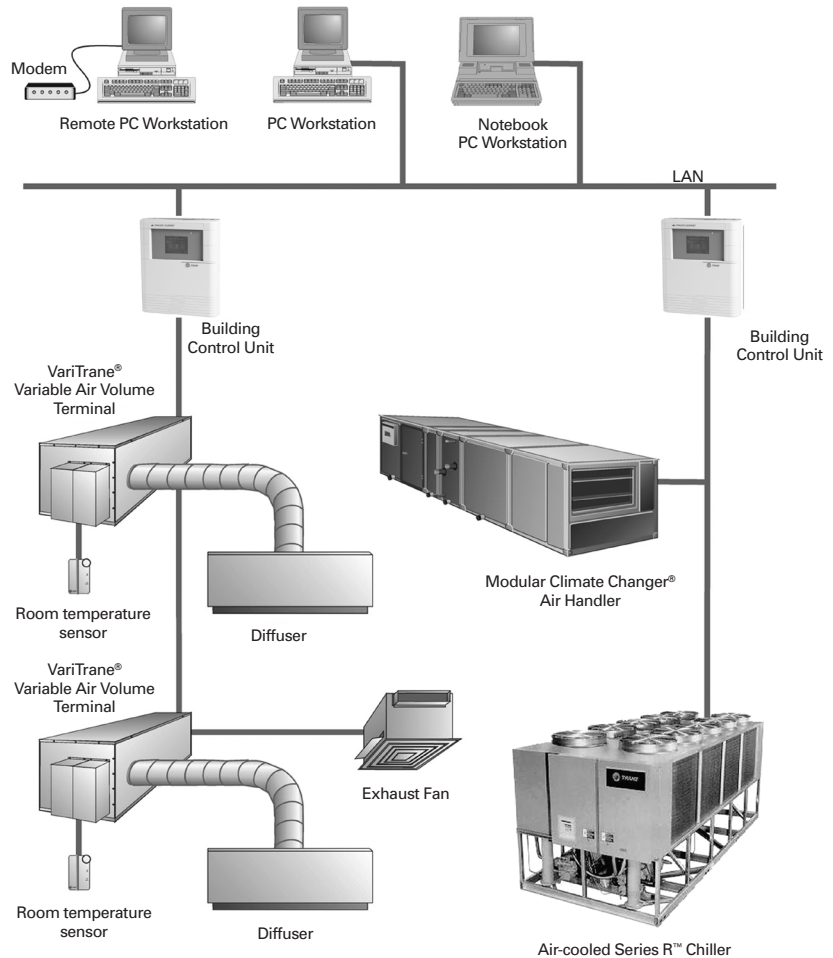 Modem
Remote PC Workstation
PC Workstation
Notebook
PC Workstation
LAN
Building
Control Unit
Building
Control Unit
VariTrane®
Variable Air Volume
Terminal
Room temperature
sensor
Diffuser
Modular Climate Changer®
Air Handler
VariTrane®
Variable Air Volume
Terminal
Exhaust Fan
Room temperature
sensor
Diffuser
TRANE
Air-cooled Series R™ Chiller